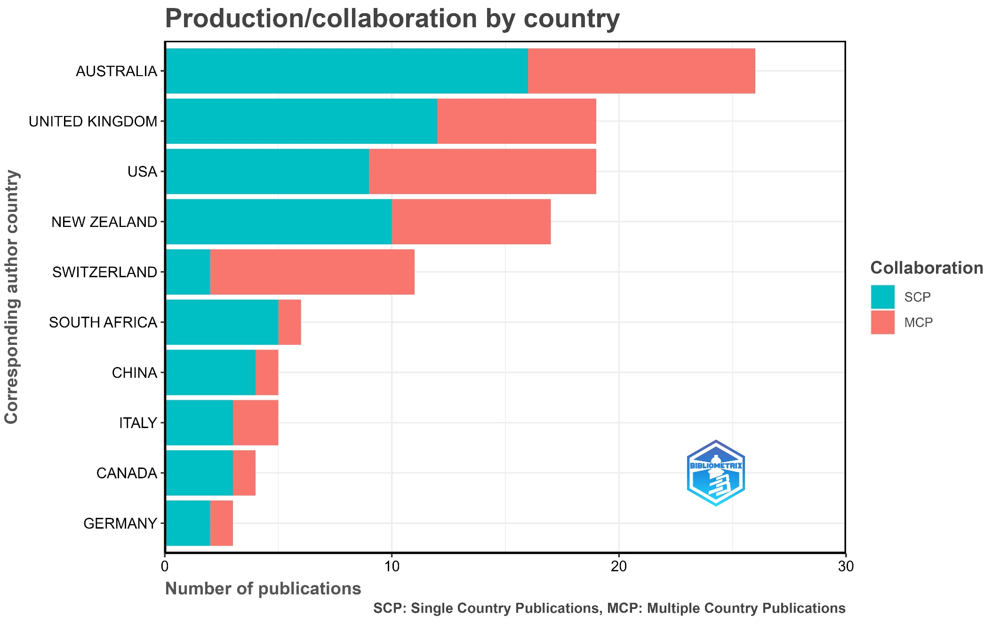 Production/collaboration by country
Corresponding author country
AUSTRALIA
UNITED KINGDOM
USA
NEW ZEALAND
SWITZERLAND
SOUTH AFRICA
CHINA
ITALY
CANADA
GERMANY
0 10 20 30
Number of publications
SCP: Single Country Publications, MCP: Multiple Country Publications
Collaboration
SCP
MCP
BIBLIOMETRIX